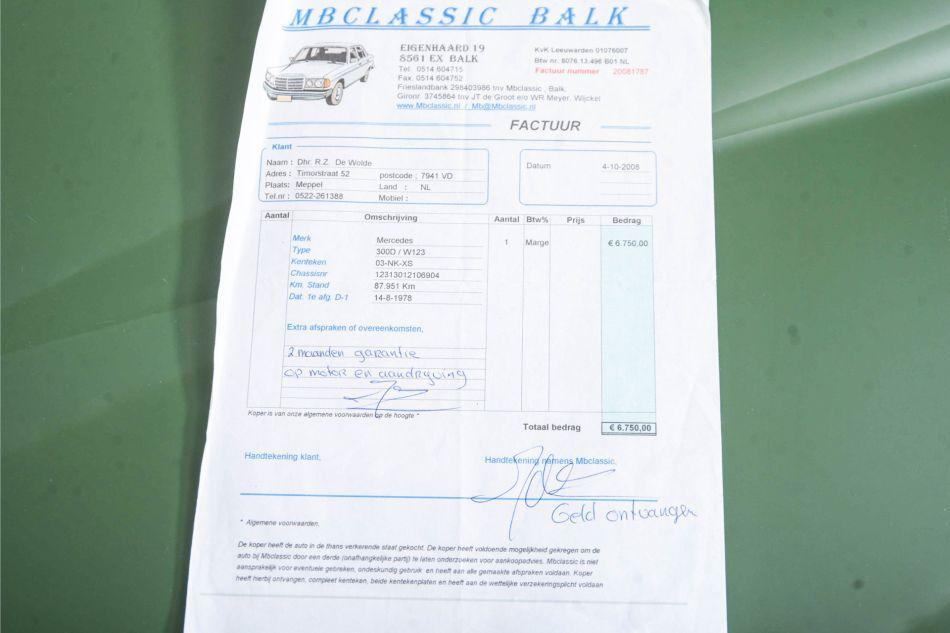 MBCLASSIC BALK
EIGENHAARD 19
8561 EX BALK
Tel. 0514 604715
Fax. 0514 604752
Frieslandbank 298403986 tnv Mbclassic, Balk.
Gironr. 3745864 tnv JT de Groot e/o WR Meyer. Wijckel
www.Mbclassic.nl / Mb@Mbclassic.nl
KvK Leeuwarden 01076007
Btw nr. 8076.13.496 B01 NL
Factuur nummer 20081787
FACTUUR
Klant
Naam : Dhr. R.Z. De Wolde
Adres : Timorstraat 52 postcode : 7941 VD
Plaats: Meppel Land : NL
Tel.nr : 0522-261388 Mobiel :
Datum 4-10-2008
Aantal Omschrijving Aantal Btw% Prijs Bedrag
Merk Mercedes 1 Marge € 6.750,00
Type 300D / W123
Kenteken 03-NK-XS
Chassisnr 12313012106904
Km. Stand 87.951 Km
Dat. 1e afg. D-1 14-8-1978
Extra afspraken of overeenkomsten,
2 maanden garantie
op motor en aandrijving
Koper is van onze algemene voorwaarden op de hoogte *
Totaal bedrag € 6.750,00
Handtekening klant, Handtekening namens Mbclassic,
Geld ontvangen
* Algemene voorwaarden.
De koper heeft de auto in de thans verkerende staat gekocht. De koper heeft voldoende mogelijkheid gekregen om de
auto bij Mbclassic door een derde (onafhangkelijke partij) te laten onderzoeken voor aankoopadvies. Mbclassic is niet
aansprakelijk voor eventuele gebreken, ondeskundig gebruik en heeft aan alle gemaakte afspraken voldaan. Koper
heeft hierbij ontvangen, compleet kenteken, beide kentekenplaten en heeft aan de wettelijke verzekeringsplicht voldaan